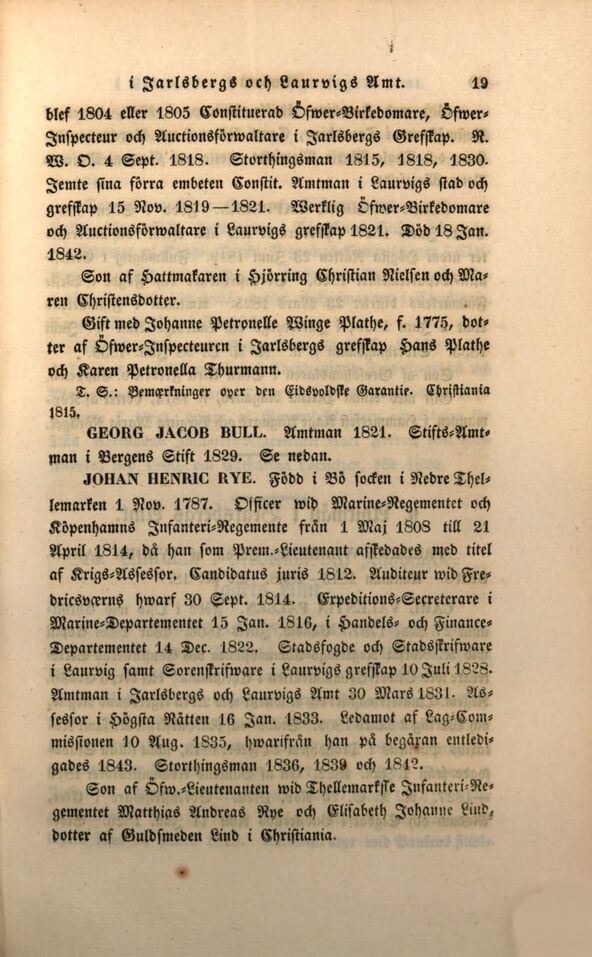 i Jarlsbergs och Laurvigs Amt. 19
blef 1804 eller 1805 Constituerad Öfwer-Birkedomare, Öfwer-
Inspecteur och Auctionsförwaltare i Jarlsbergs Grefskap. R.
W. O. 4 Sept. 1818. Storthingsman 1815, 1818, 1830.
Jemte sina förra embeten Constit. Amtman i Laurvigs stad och
grefskap 15 Nov. 1819—1821. Werklig Öfwer-Birkedomare
och Auctionsförwaltare i Laurvigs grefskap 1821. Död 18 Jan.
1842.
Son af Hattmakaren i Hjörring Christian Nielsen och Ma-
ren Christensdotter.
Gift med Johanne Petronelle Winge Plathe, f. 1775, dot-
ter af Öfwer-Inspecteuren i Jarlsbergs grefskap Hans Plathe
och Karen Petronella Thurmann.
T. S.: Bemærkninger over den Eidsvoldske Garantie. Christiania
1815.
GEORG JACOB BULL. Amtman 1821. Stifts-Amt-
man i Bergens Stift 1829. Se nedan.
JOHAN HENRIC RYE. Född i Bö socken i Nedre Thel-
lemarken 1 Nov. 1787. Officer wid Marine-Regementet och
Köpenhamns Infanteri-Regemente från 1 Maj 1808 till 21
April 1814, då han som Prem.-Lieutenant afskedades med titel
af Krigs-Assessor. Candidatus juris 1812. Auditeur wid Fre-
dricsværns hwarf 30 Sept. 1814. Expeditions-Secreterare i
Marine-Departementet 15 Jan. 1816, i Handels- och Finance-
Departementet 14 Dec. 1822. Stadsfogde och Stadsskrifware
i Laurvig samt Sorenskrifware i Laurvigs grefskap 10 Juli 1828.
Amtman i Jarlsbergs och Laurvigs Amt 30 Mars 1831. As-
sessor i Högsta Rätten 16 Jan. 1833. Ledamot af Lag-Com-
missionen 10 Aug. 1835, hwarifrån han på begäran entledi-
gades 1843. Storthingsman 1836, 1839 och 1842.
Son af Öfw.-Lieutenanten wid Thellemarkske Infanteri-Re-
gementet Matthias Andreas Rye och Elisabeth Johanne Lind,
dotter af Guldsmeden Lind i Christiania.